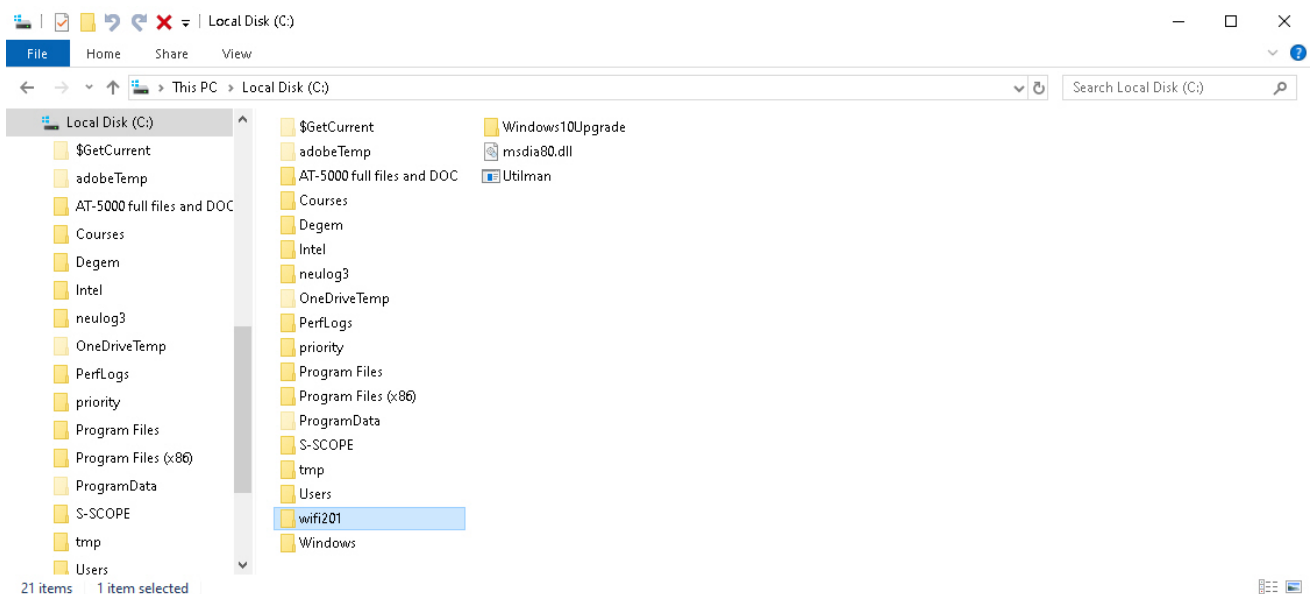 Local Disk (C:)
File Home Share View
This PC Local Disk (C:)
Search Local Disk (C:)
Local Disk (C:)
$GetCurrent
adobeTemp
AT-5000 full files and DOC
Courses
Degem
Intel
neulog3
OneDriveTemp
PerfLogs
priority
Program Files
Program Files (x86)
ProgramData
S-SCOPE
tmp
Users
$GetCurrent
adobeTemp
AT-5000 full files and DOC
Courses
Degem
Intel
neulog3
OneDriveTemp
PerfLogs
priority
Program Files
Program Files (x86)
ProgramData
S-SCOPE
tmp
Users
wifi201
Windows
Windows10Upgrade
msdia80.dll
Utilman
21 items 1 item selected